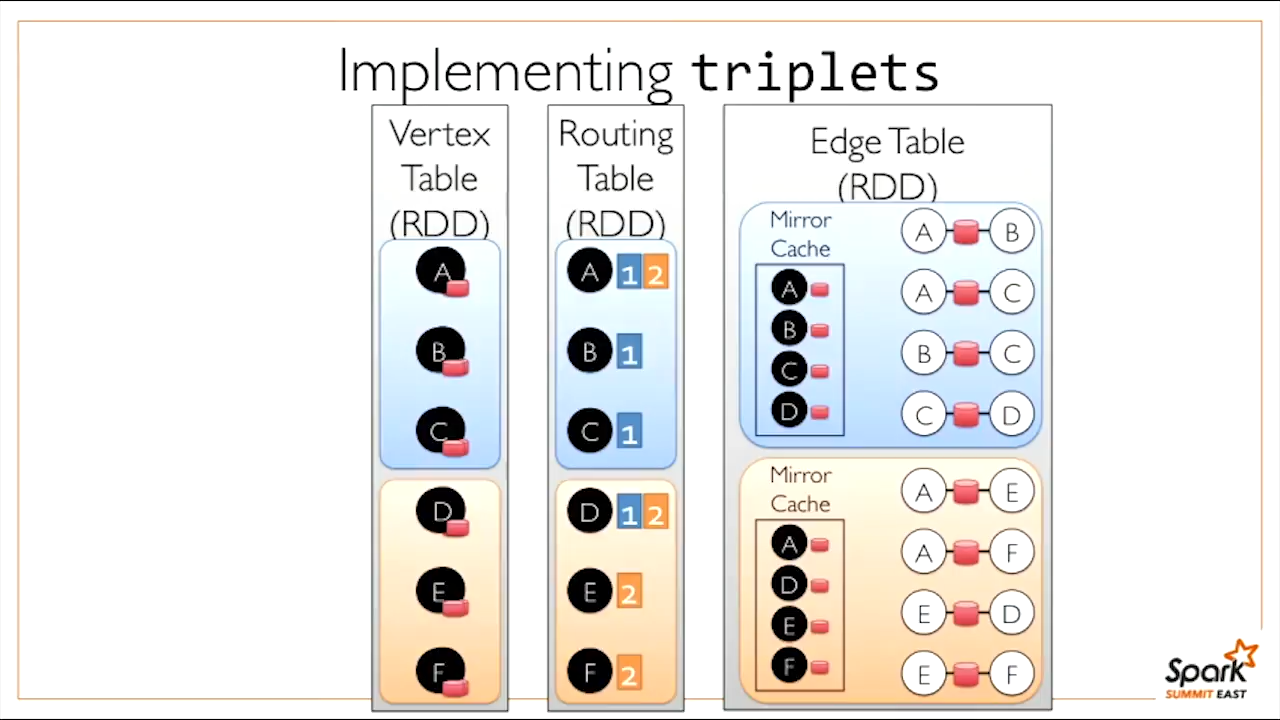 Implementing triplets
Vertex
Table
(RDD)
A
B
C
D
E
F
Routing
Table
(RDD)
A 1 2
B 1
C 1
D 1 2
E 2
F 2
Edge Table
(RDD)
Mirror
Cache
A
B
C
D
A B
A C
B C
C D
Mirror
Cache
A
D
E
F
A E
A F
E D
E F
Spark
SUMMIT EAST